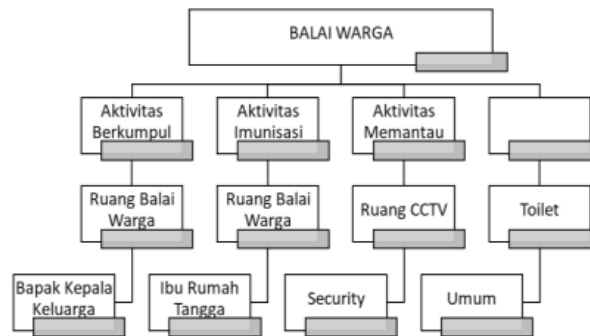 BALAI WARGA
Aktivitas
Berkumpul
Aktivitas
Imunisasi
Aktivitas
Memantau
Ruang Balai
Warga
Ruang Balai
Warga
Ruang CCTV
Toilet
Bapak Kepala
Keluarga
Ibu Rumah
Tangga
Security
Umum